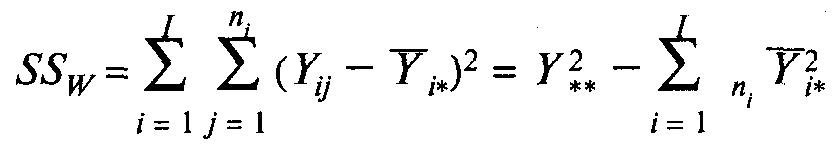 $SS_W = \sum_{i=1}^{I} \sum_{j=1}^{n_i} (Y_{ij} - \overline{Y}_{i*})^2 = Y_{**}^2 - \sum_{i=1}^{I} {}_{n_i} \overline{Y}_{i*}^2$